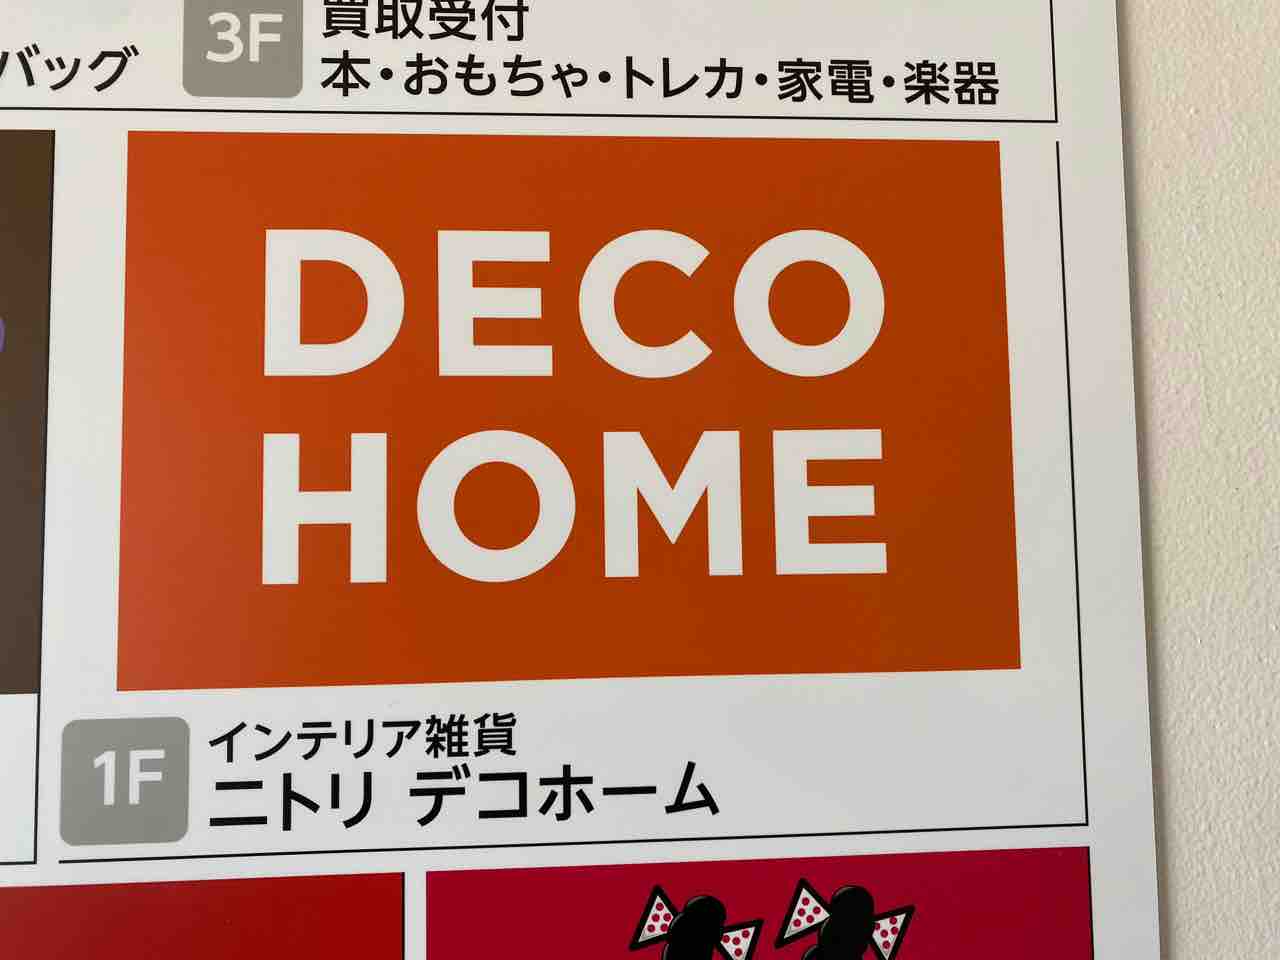 バッグ
3F
買取受付
本・おもちゃ・トレカ・家電・楽器
DECO
HOME
1F
インテリア雑貨
ニトリ デコホーム